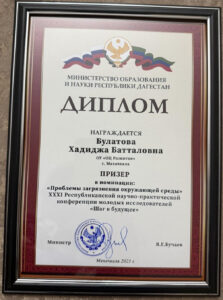 МИНИСТЕРСТВО ОБРАЗОВАНИЯ
И НАУКИ РЕСПУБЛИКИ ДАГЕСТАН
ДИПЛОМ
НАГРАЖДАЕТСЯ
Булатова
Хадиджа Батталовна
г. Махачкала
ПРИЗЕР
в номинации:
«Проблемы загрязнения окружающей среды»
XXXI Республиканской научно-практической
конференции молодых исследователей
«Шаг в будущее»
Министр
Я.Г.Бучаев
Махачкала